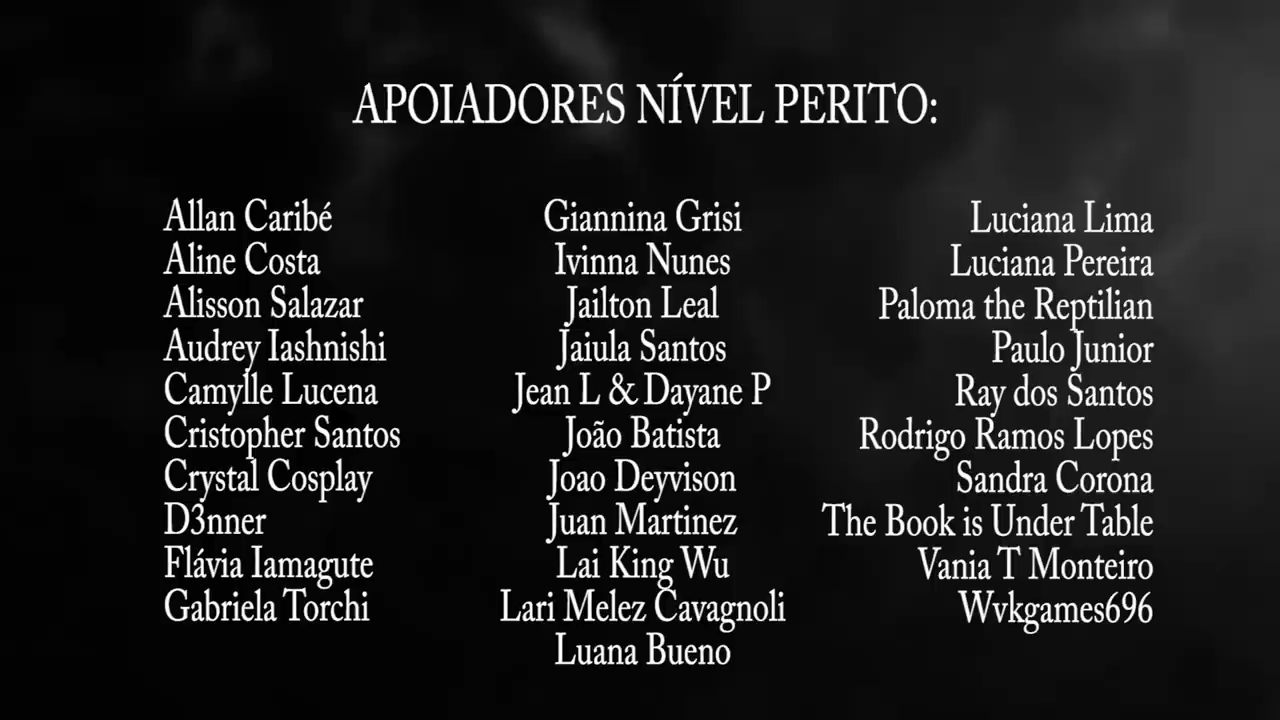 APOIADORES NÍVEL PERITO:
Allan Caribé
Aline Costa
Alisson Salazar
Audrey Iashnishi
Camylle Lucena
Cristopher Santos
Crystal Cosplay
D3nner
Flávia Iamagute
Gabriela Torchi
Giannina Grisi
Ivinna Nunes
Jailton Leal
Jaiula Santos
Jean L & Dayane P
João Batista
Joao Deyvison
Juan Martinez
Lai King Wu
Lari Melez Cavagnoli
Luana Bueno
Luciana Lima
Luciana Pereira
Paloma the Reptilian
Paulo Junior
Ray dos Santos
Rodrigo Ramos Lopes
Sandra Corona
The Book is Under Table
Vania T Monteiro
Wvkgames696